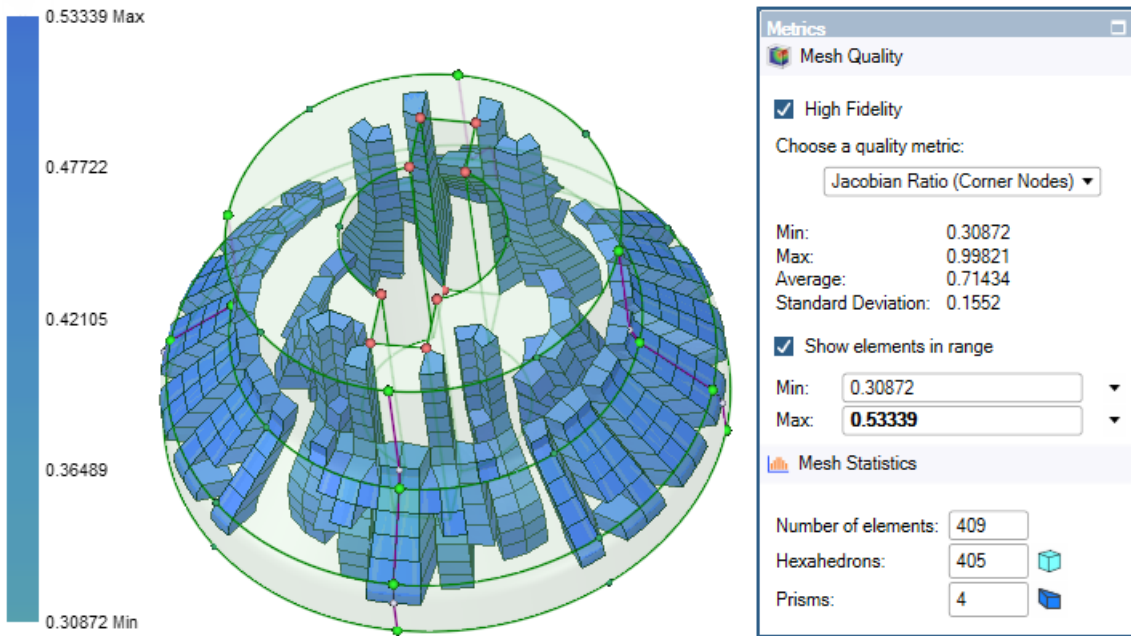 0.53339 Max
0.47722
0.42105
0.36489
0.30872 Min
Metrics
Mesh Quality
High Fidelity
Choose a quality metric:
Jacobian Ratio (Corner Nodes)
Min: 0.30872
Max: 0.99821
Average: 0.71434
Standard Deviation: 0.1552
Show elements in range
Min: 0.30872
Max: 0.53339
Mesh Statistics
Number of elements: 409
Hexahedrons: 405
Prisms: 4